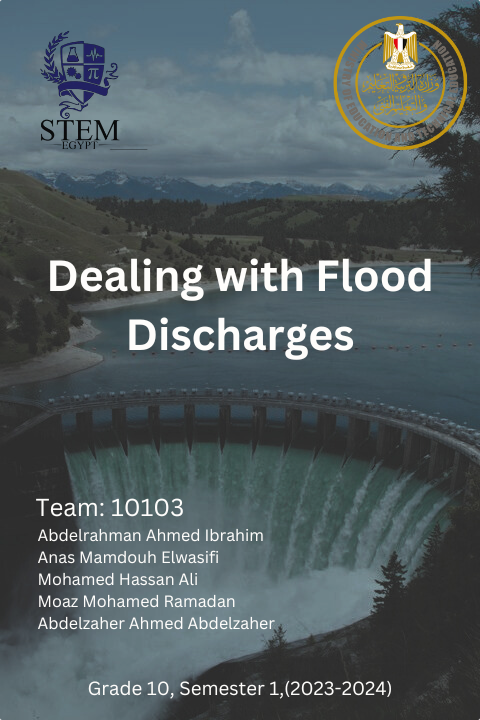 STEM
EGYPT
Dealing with Flood
Discharges
Team: 10103
Abdelrahman Ahmed Ibrahim
Anas Mamdouh Elwasifi
Mohamed Hassan Ali
Moaz Mohamed Ramadan
Abdelzaher Ahmed Abdelzaher
Grade 10, Semester 1,(2023-2024)